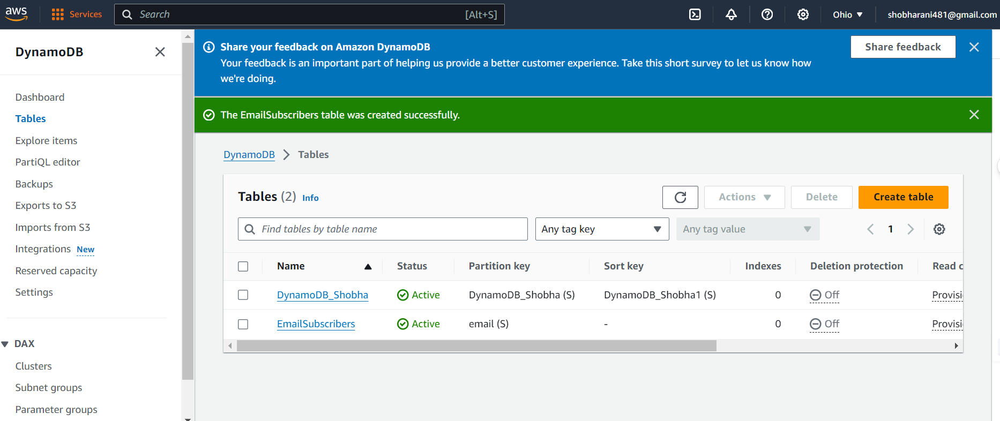 aws
Services
Search [Alt+S]
Ohio
shobharani481@gmail.com
DynamoDB
Dashboard
Tables
Explore items
PartiQL editor
Backups
Exports to S3
Imports from S3
Integrations New
Reserved capacity
Settings
DAX
Clusters
Subnet groups
Parameter groups
Share your feedback on Amazon DynamoDB
Your feedback is an important part of helping us provide a better customer experience. Take this short survey to let us know how
we're doing.
Share feedback
The EmailSubscribers table was created successfully.
DynamoDB > Tables
Tables (2) Info
Actions
Delete
Create table
Find tables by table name
Any tag key
Any tag value
1
Name Status Partition key Sort key Indexes Deletion protection Read c
DynamoDB_Shobha Active DynamoDB_Shobha (S) DynamoDB_Shobha1 (S) 0 Off Provisi
EmailSubscribers Active email (S) - 0 Off Provisi